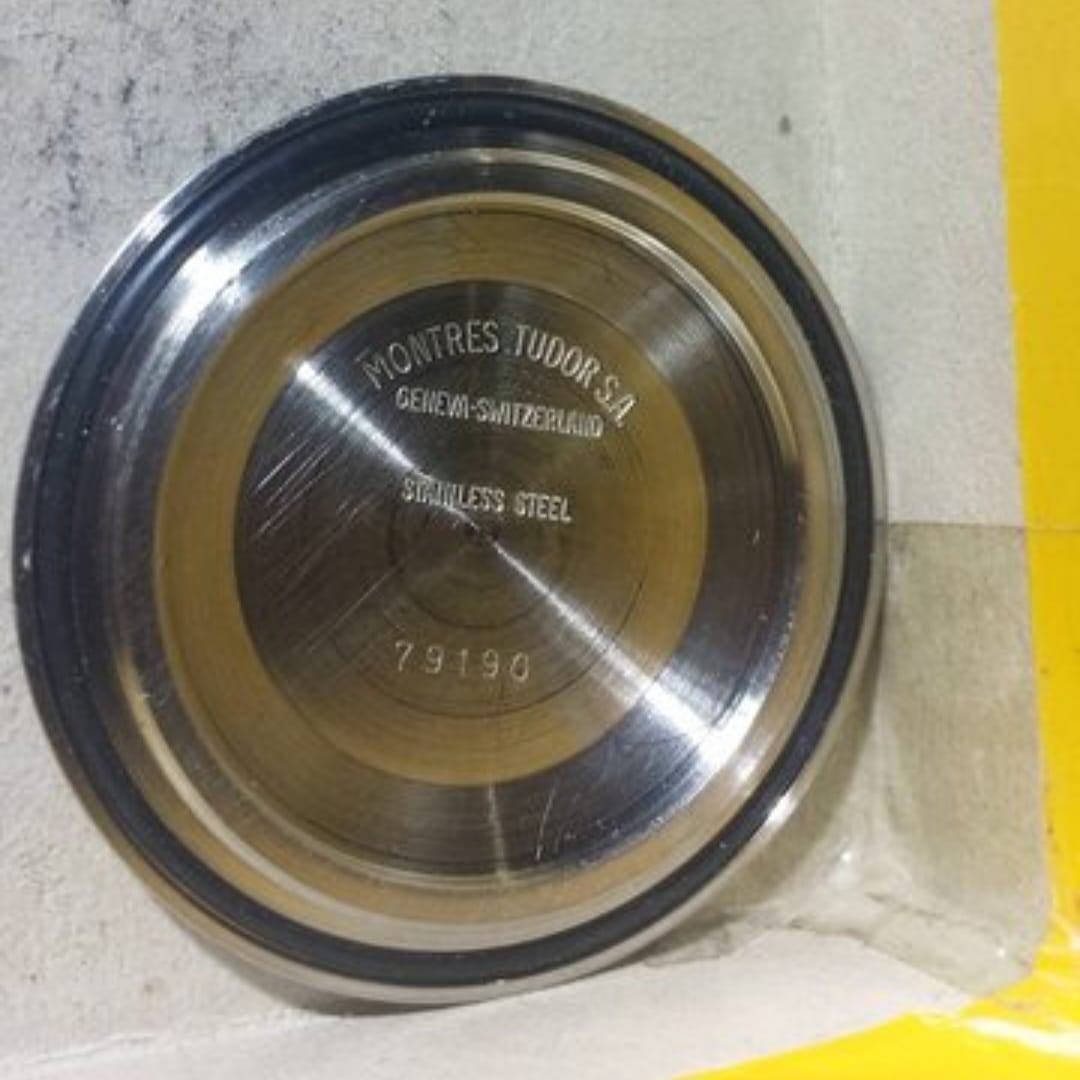 MONTRES TUDOR S.A
GENEVA-SWITZERLAND
STAINLESS STEEL
79190